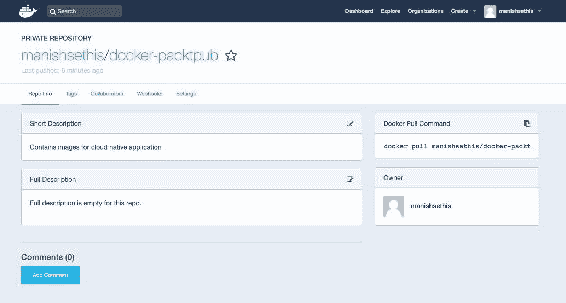 Search
Dashboard Explore Organizations Create manishsethis
PRIVATE REPOSITORY
manishsethis/docker-packtpub
Last pushed: 6 minutes ago
Repo Info Tags Collaborators Webhooks Settings
Short Description
Contains images for cloud native application
Full Description
Full description is empty for this repo.
Docker Pull Command
docker pull manishsethis/docker-packt
Owner
manishsethis
Comments (0)
Add Comment